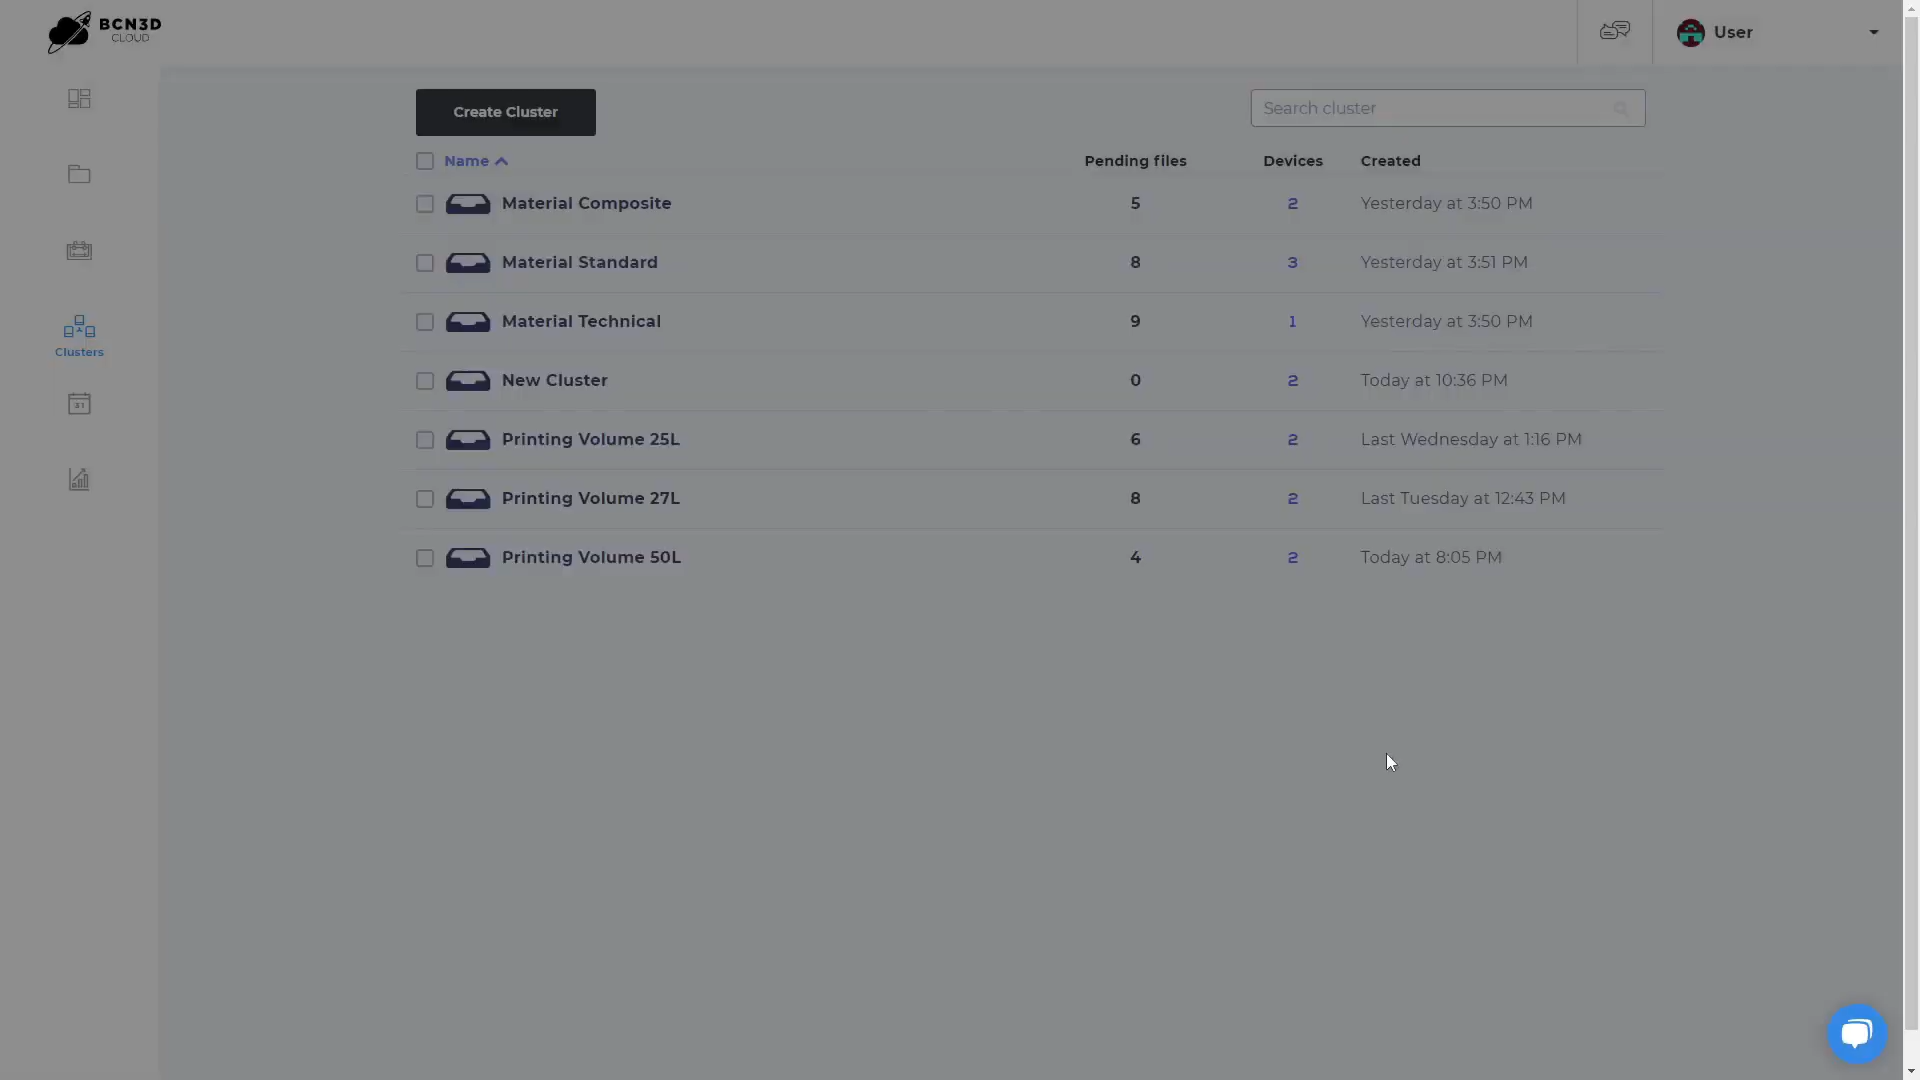 BCN3D
CLOUD
User
Create Cluster
Search cluster
Name Pending files Devices Created
Material Composite 5 2 Yesterday at 3:50 PM
Material Standard 8 3 Yesterday at 3:51 PM
Material Technical 9 1 Yesterday at 3:50 PM
New Cluster 0 2 Today at 10:36 PM
Printing Volume 25L 6 2 Last Wednesday at 1:16 PM
Printing Volume 27L 8 2 Last Tuesday at 12:43 PM
Printing Volume 50L 4 2 Today at 8:05 PM
Clusters
31